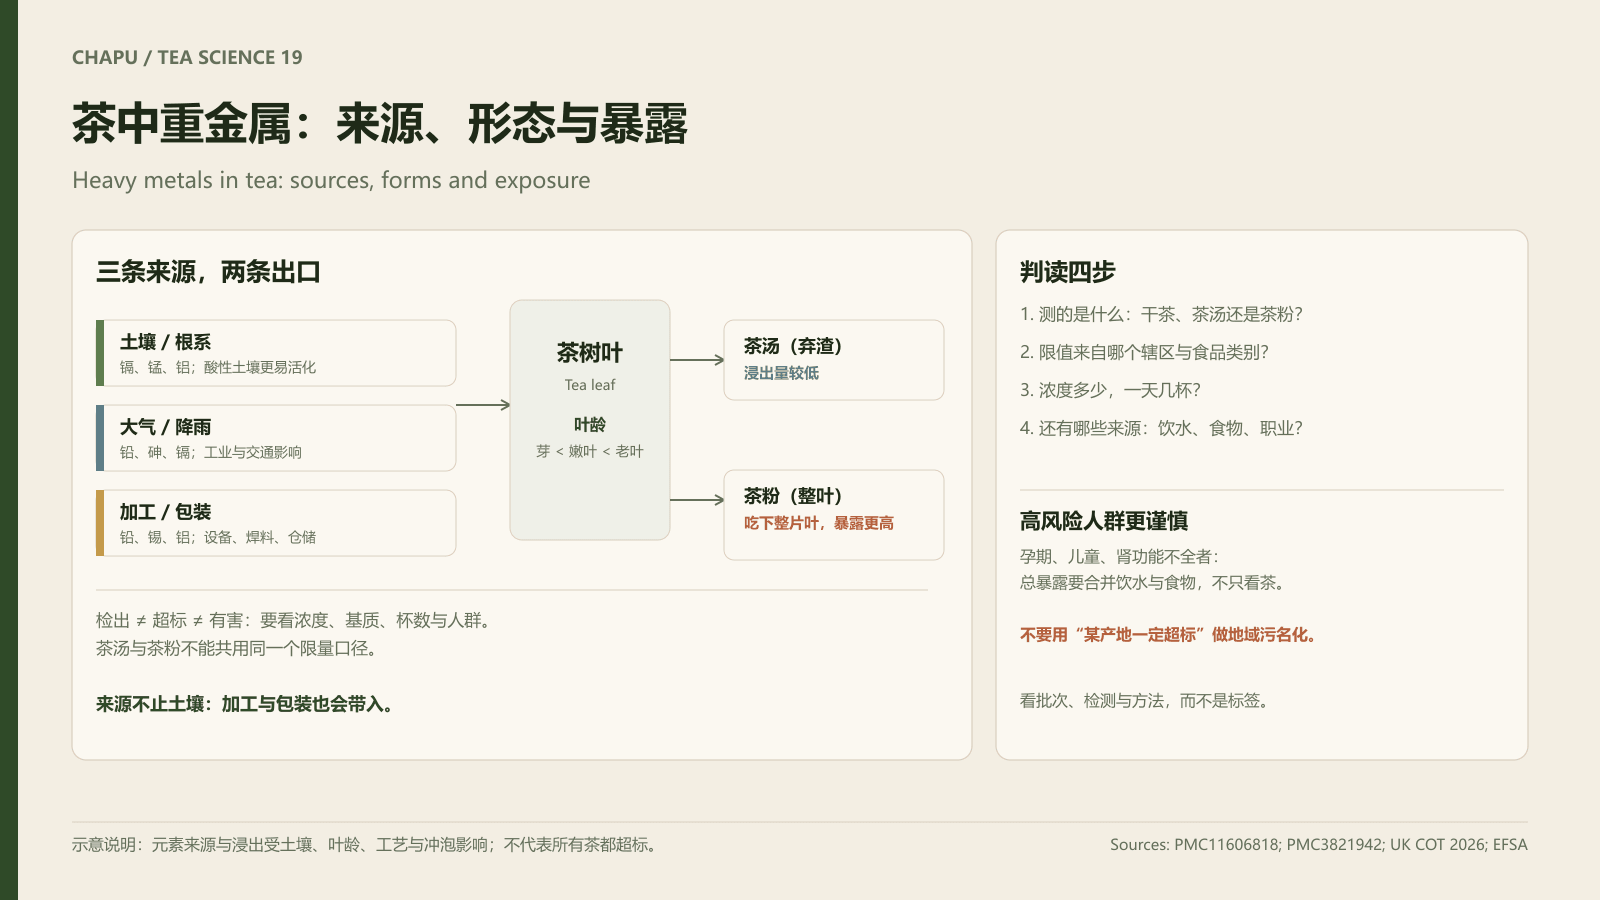 CHAPU / TEA SCIENCE 19
茶中重金属：来源、形态与暴露
Heavy metals in tea: sources, forms and exposure
三条来源，两条出口
土壤 / 根系
镉、锰、铝；酸性土壤更易活化
大气 / 降雨
铅、砷、镉；工业与交通影响
加工 / 包装
铅、锡、铝；设备、焊料、仓储
茶树叶
Tea leaf
叶龄
芽 < 嫩叶 < 老叶
茶汤（弃渣）
浸出量较低
茶粉（整叶）
吃下整片叶，暴露更高
检出 ≠ 超标 ≠ 有害：要看浓度、基质、杯数与人群。
茶汤与茶粉不能共用同一个限量口径。
来源不止土壤：加工与包装也会带入。
判读四步
1. 测的是什么：干茶、茶汤还是茶粉？
2. 限值来自哪个辖区与食品类别？
3. 浓度多少，一天几杯？
4. 还有哪些来源：饮水、食物、职业？
高风险人群更谨慎
孕期、儿童、肾功能不全者：
总暴露要合并饮水与食物，不只看茶。
不要用“某产地一定超标”做地域污名化。
看批次、检测与方法，而不是标签。
示意说明：元素来源与浸出受土壤、叶龄、工艺与冲泡影响；不代表所有茶都超标。
Sources: PMC11606818; PMC3821942; UK COT 2026; EFSA